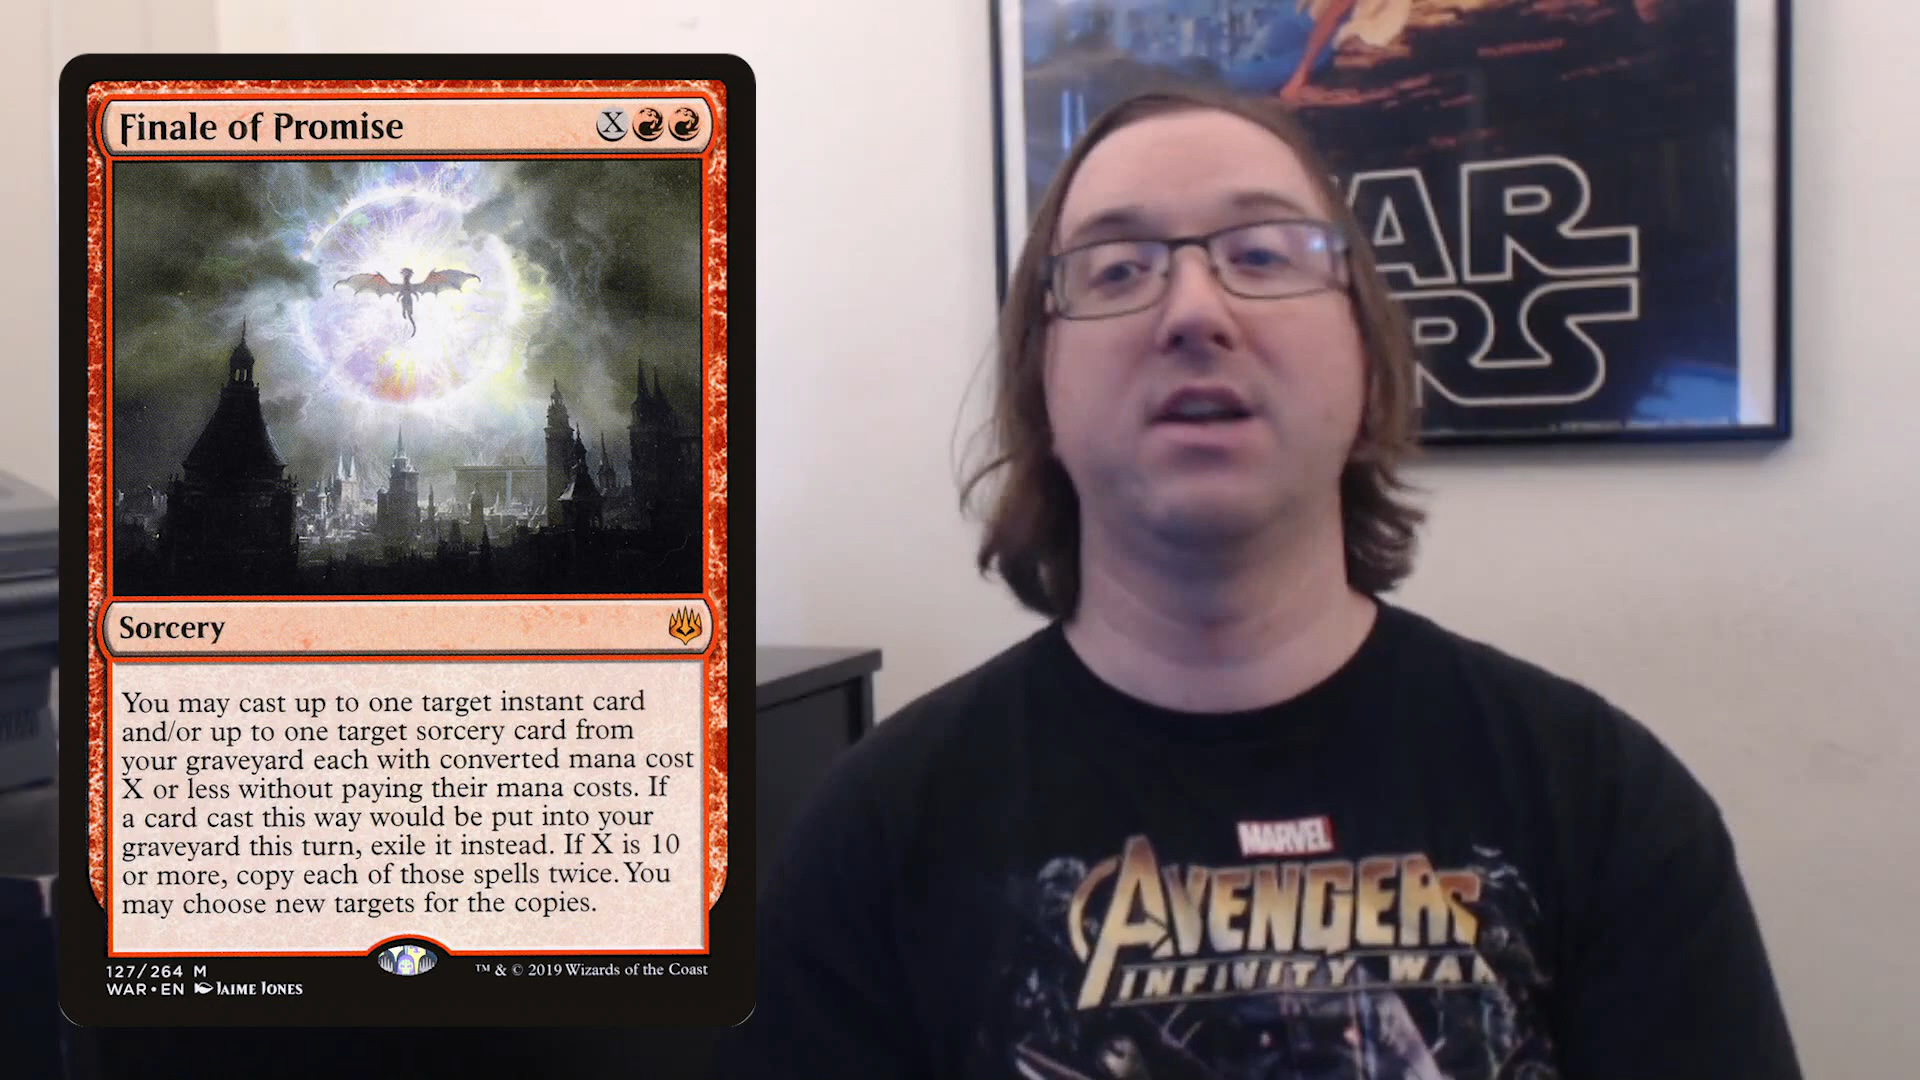 Finale of Promise X
Sorcery
You may cast up to one target instant card
and/or up to one target sorcery card from
your graveyard each with converted mana cost
X or less without paying their mana costs. If
a card cast this way would be put into your
graveyard this turn, exile it instead. If X is 10
or more, copy each of those spells twice. You
may choose new targets for the copies.
127/264 M
WAR • EN JAIME JONES
™ & © 2019 Wizards of the Coast
AR
RS
MARVEL
AVENGERS
INFINITY WAR